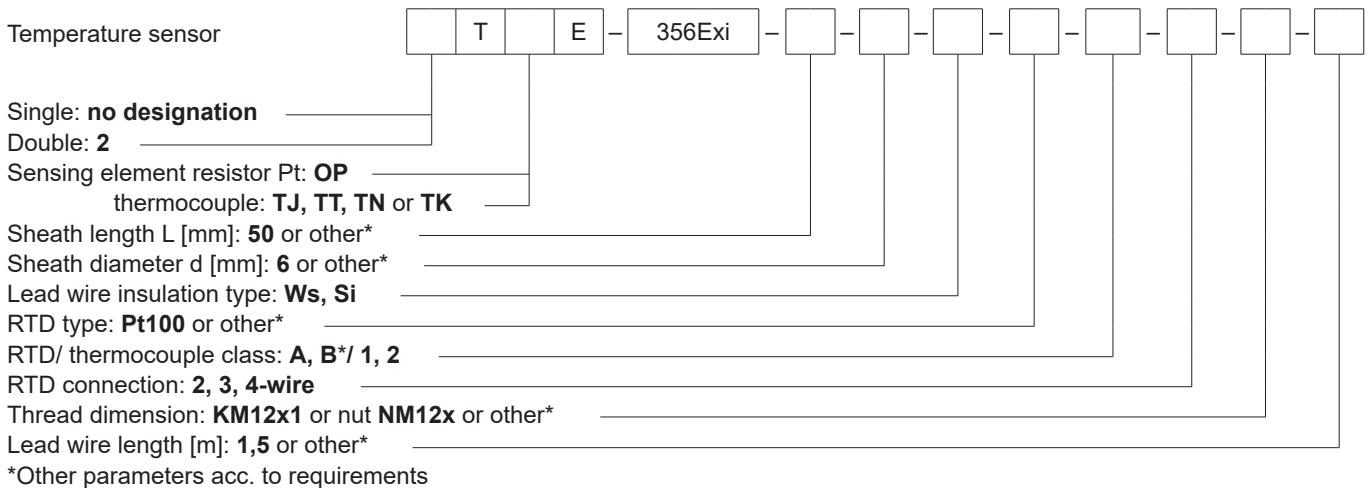 Temperature sensor T E – 356Exi – – – – – – – –
Single: no designation
Double: 2
Sensing element resistor Pt: OP
thermocouple: TJ, TT, TN or TK
Sheath length L [mm]: 50 or other*
Sheath diameter d [mm]: 6 or other*
Lead wire insulation type: Ws, Si
RTD type: Pt100 or other*
RTD/ thermocouple class: A, B*/ 1, 2
RTD connection: 2, 3, 4-wire
Thread dimension: KM12x1 or nut NM12x or other*
Lead wire length [m]: 1,5 or other*
*Other parameters acc. to requirements